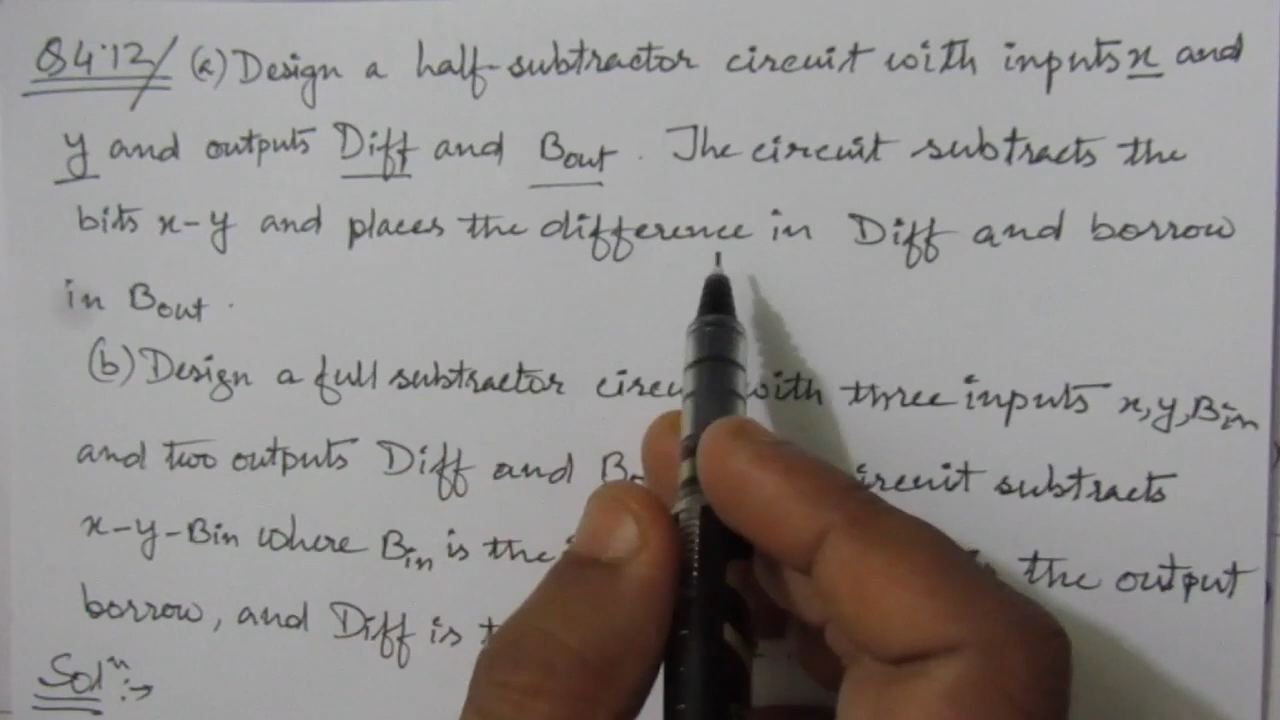 Q4.12/ (a) Design a half-subtractor circuit with inputs x and
y and outputs Diff and Bout. The circuit subtracts the
bits x-y and places the difference in Diff and borrow
in Bout.
(b) Design a full subtractor with three inputs x, y, Bin
and two outputs Diff and subtracts
x-y-Bin where Bin is the the output
borrow, and Diff is
Solⁿ :→